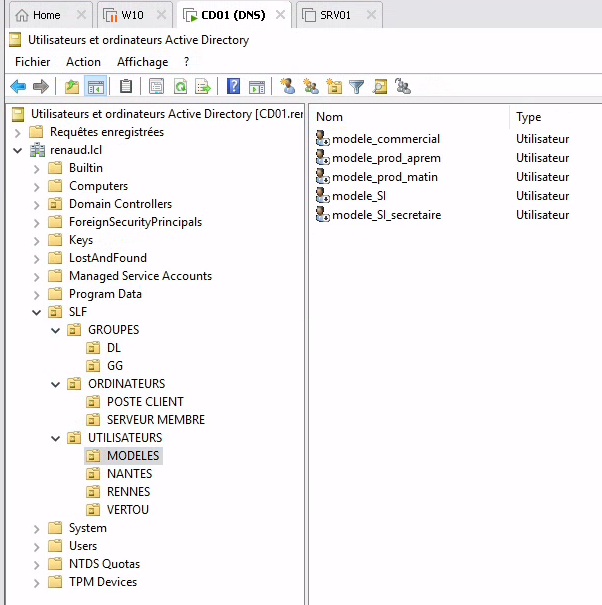 Home
W10
CD01 (DNS)
SRV01
Utilisateurs et ordinateurs Active Directory
Fichier Action Affichage ?
Utilisateurs et ordinateurs Active Directory [CD01.rer
Requêtes enregistrées
renaud.lcl
Builtin
Computers
Domain Controllers
ForeignSecurityPrincipals
Keys
LostAndFound
Managed Service Accounts
Program Data
SLF
GROUPES
DL
GG
ORDINATEURS
POSTE CLIENT
SERVEUR MEMBRE
UTILISATEURS
MODELES
NANTES
RENNES
VERTOU
System
Users
NTDS Quotas
TPM Devices
Nom Type
modele_commercial Utilisateur
modele_prod_aprem Utilisateur
modele_prod_matin Utilisateur
modele_SI Utilisateur
modele_SI_secretaire Utilisateur